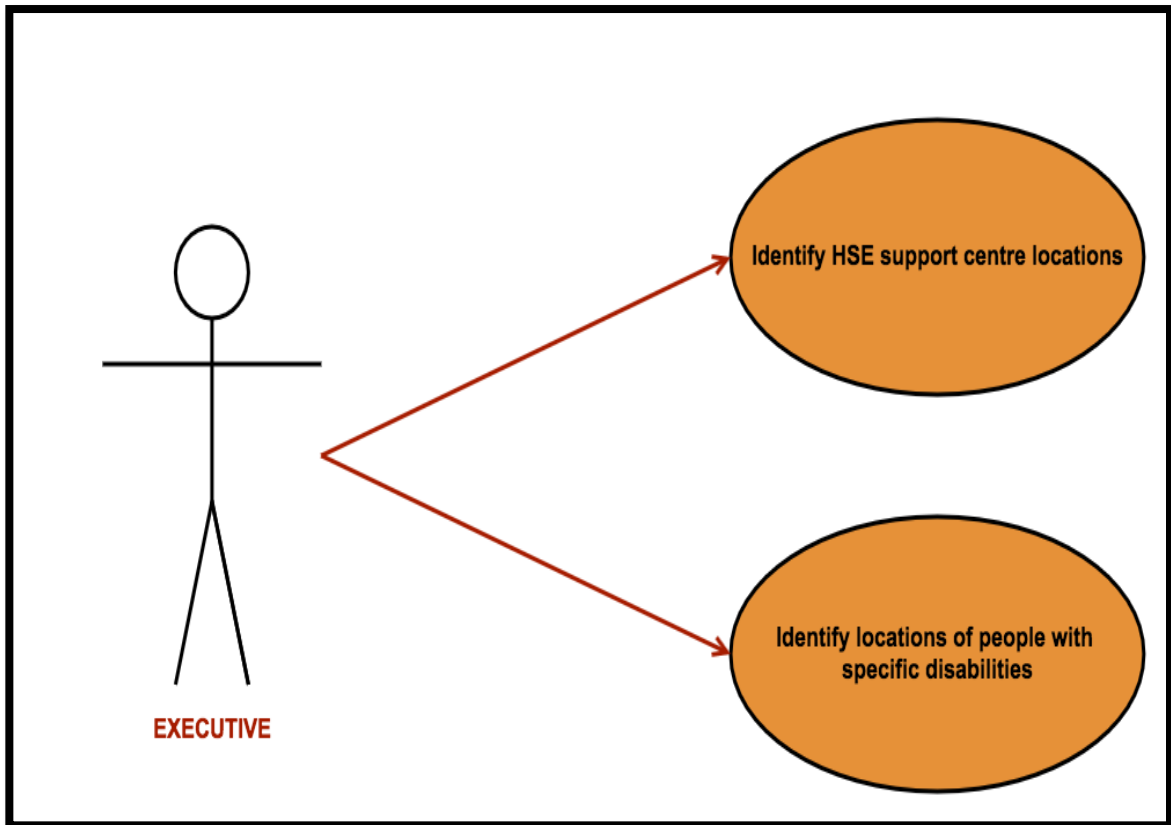 Identify HSE support centre locations
Identify locations of people with
specific disabilities
EXECUTIVE